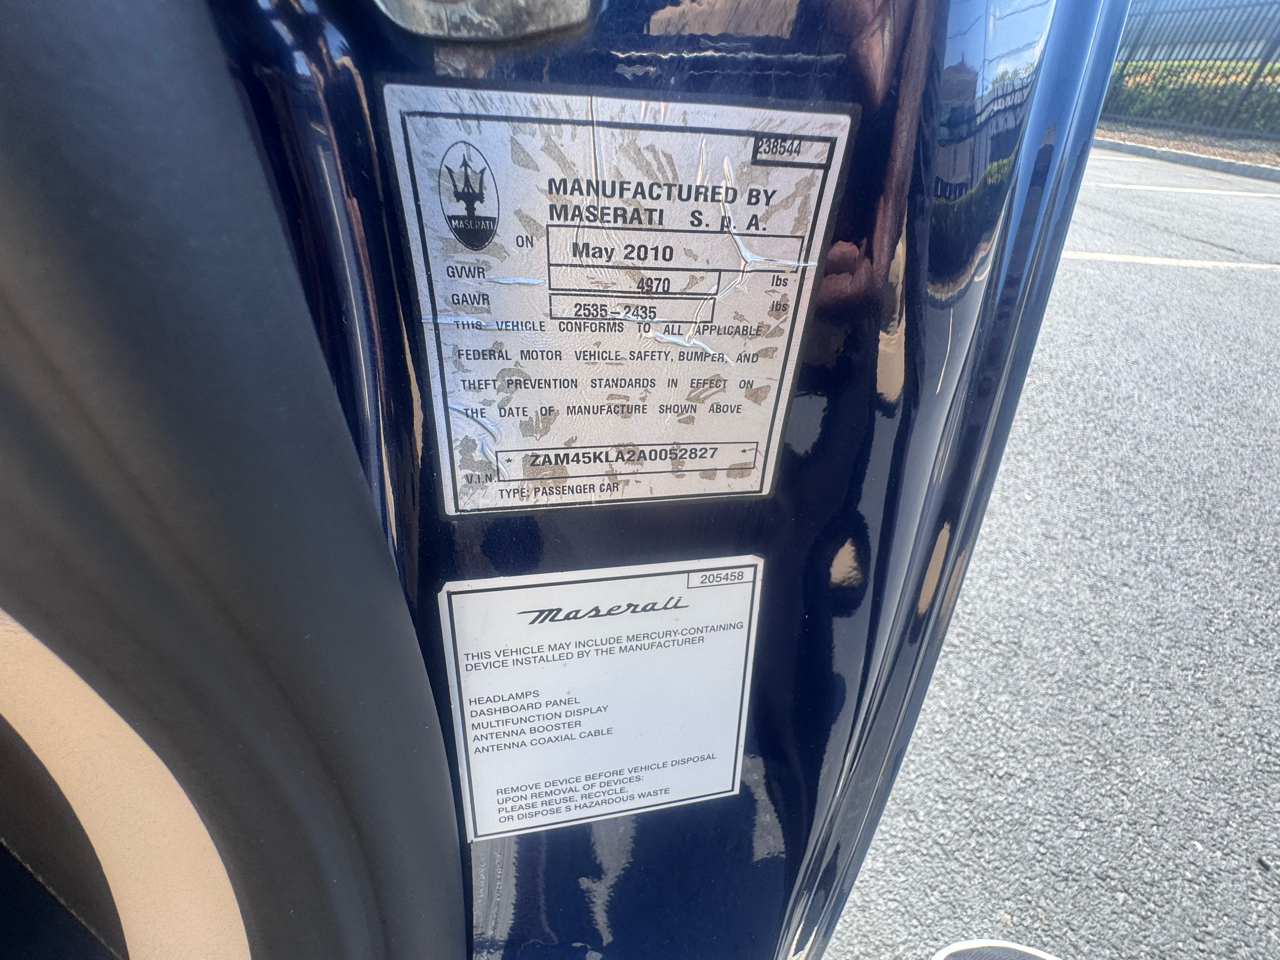 238544
MASERATI
MANUFACTURED BY
MASERATI S. p. A.
ON May 2010
GVWR 4970 lbs
GAWR 2535-2435 lbs
THIS VEHICLE CONFORMS TO ALL APPLICABLE
FEDERAL MOTOR VEHICLE SAFETY, BUMPER, AND
THEFT PREVENTION STANDARDS IN EFFECT ON
THE DATE OF MANUFACTURE SHOWN ABOVE
V.I.N. * ZAM45KLA2A0052827 *
TYPE: PASSENGER CAR
205458
Maserati
THIS VEHICLE MAY INCLUDE MERCURY-CONTAINING
DEVICE INSTALLED BY THE MANUFACTURER
HEADLAMPS
DASHBOARD PANEL
MULTIFUNCTION DISPLAY
ANTENNA BOOSTER
ANTENNA COAXIAL CABLE
REMOVE DEVICE BEFORE VEHICLE DISPOSAL
UPON REMOVAL OF DEVICES:
PLEASE REUSE, RECYCLE,
OR DISPOSE S HAZARDOUS WASTE